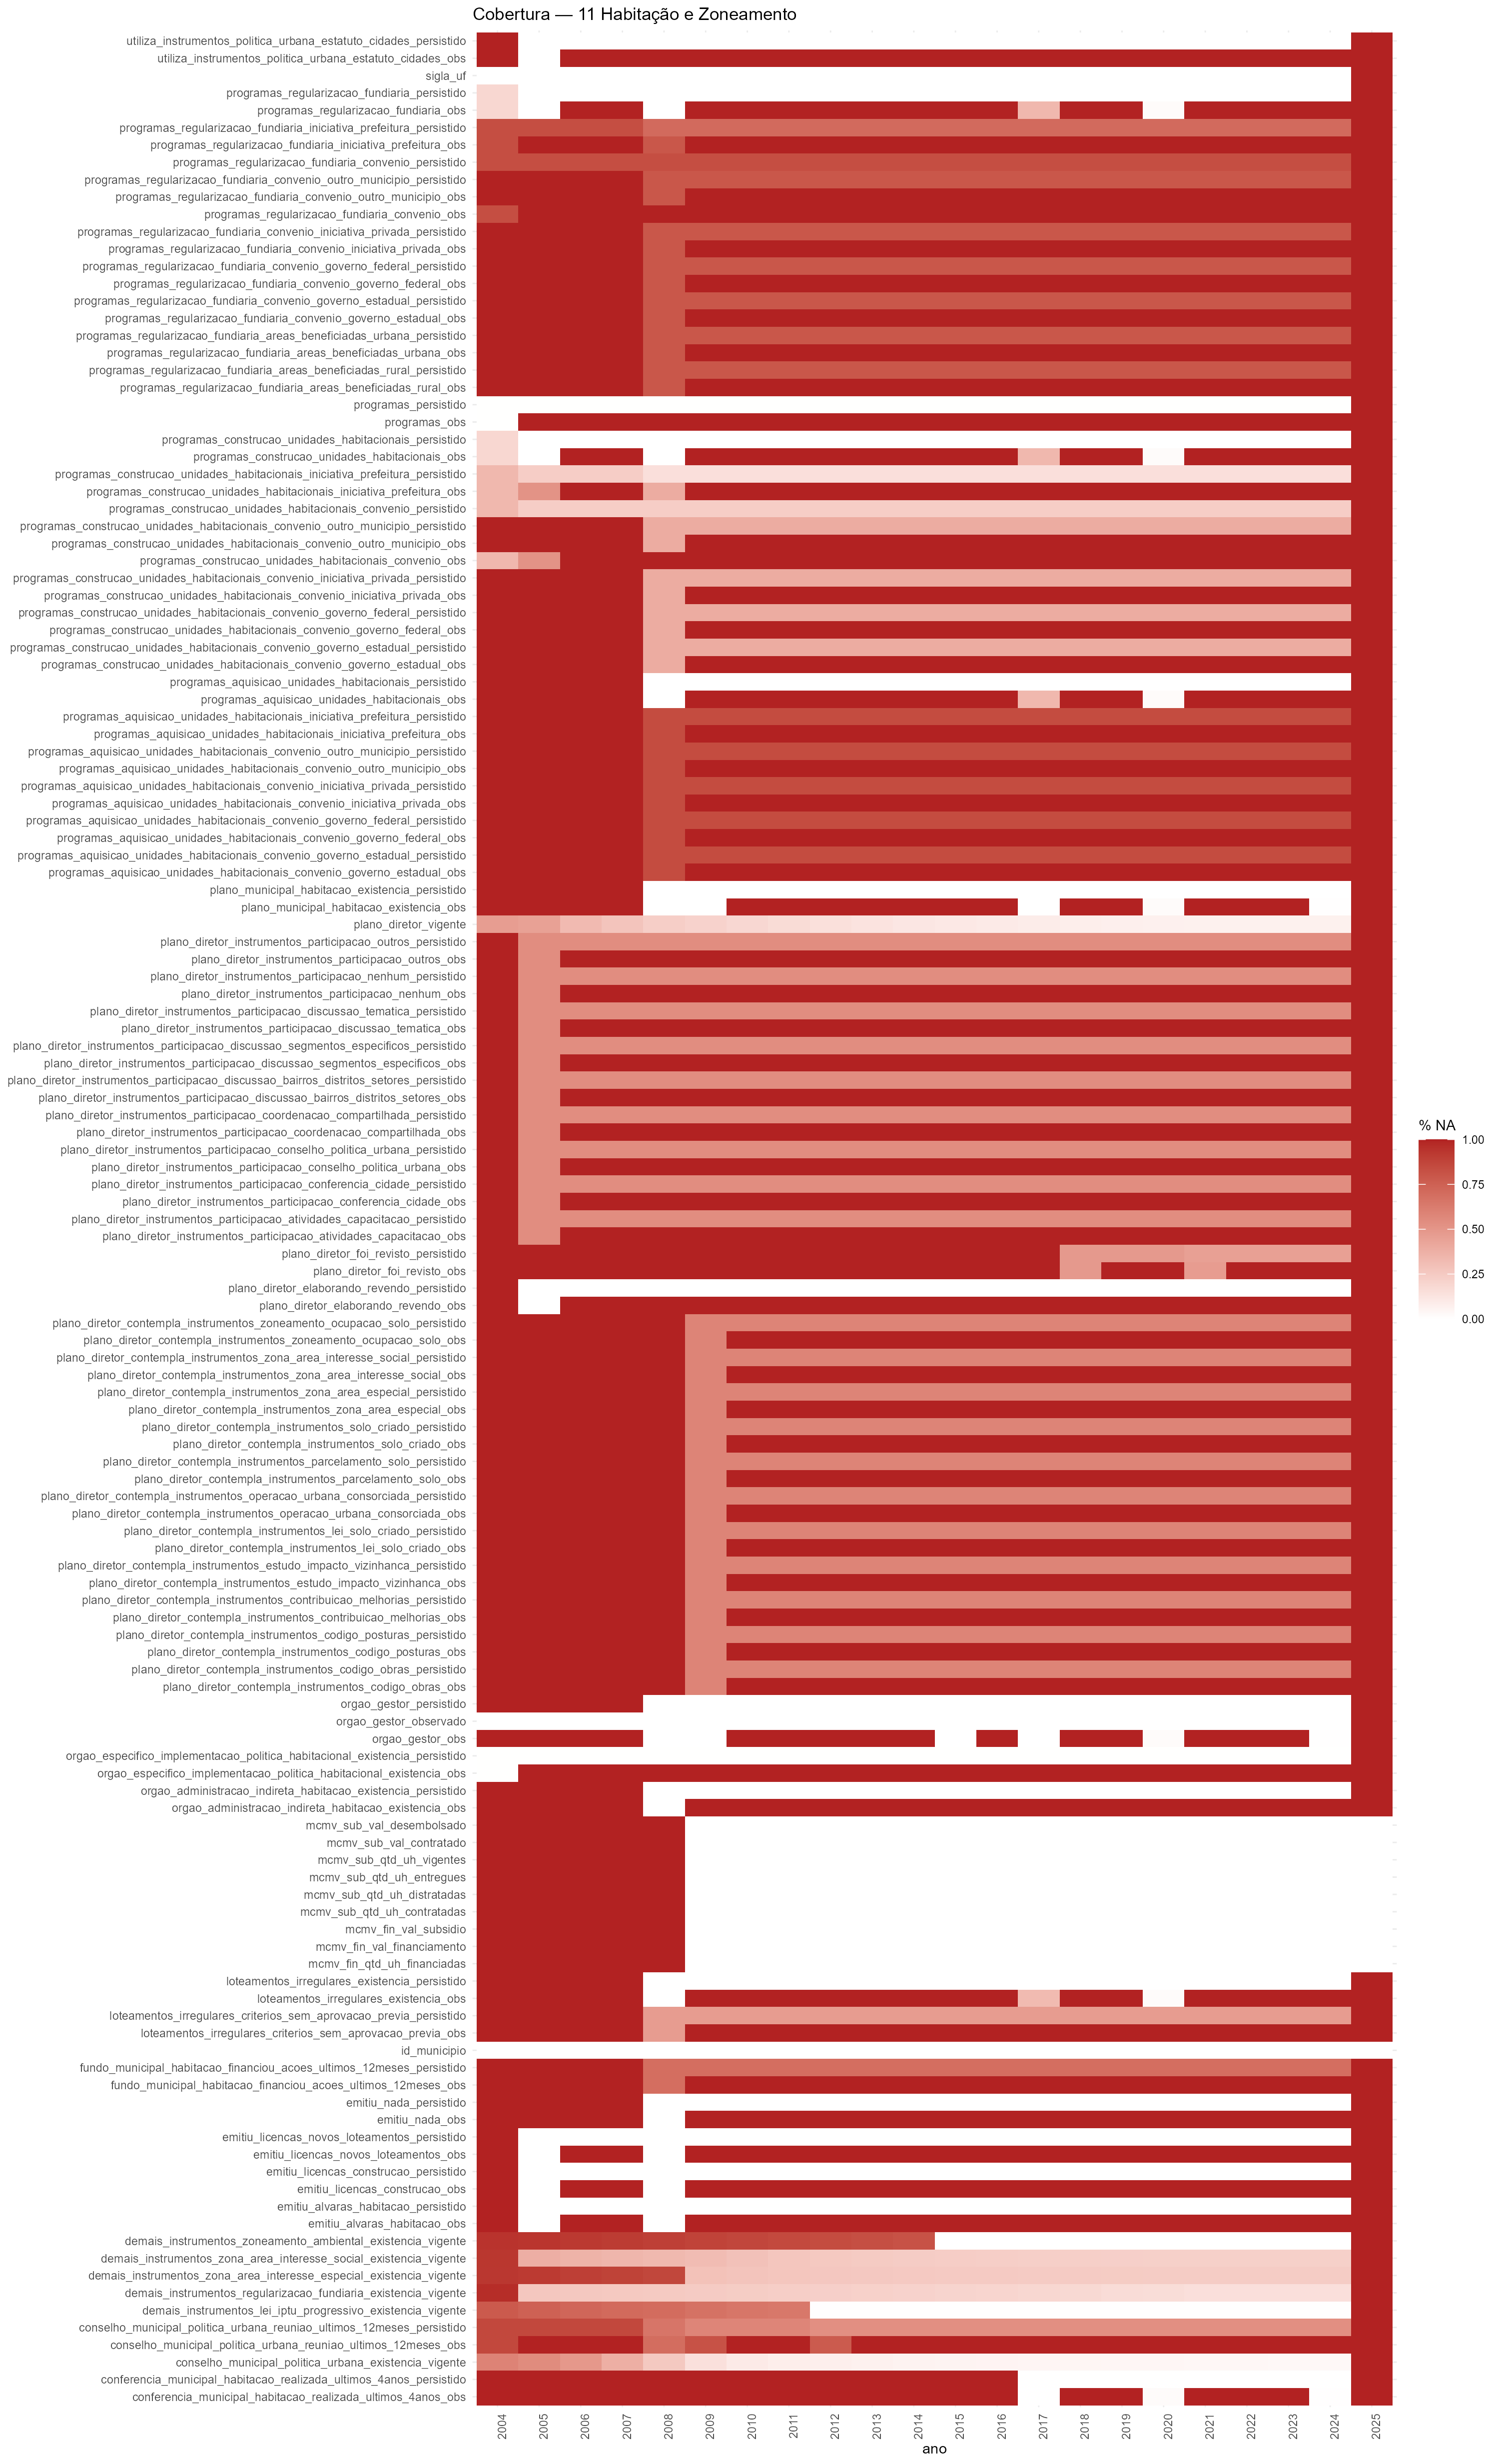 Cobertura — 11 Habitação e Zoneamento
utiliza_instrumentos_politica_urbana_estatuto_cidades_persistido
utiliza_instrumentos_politica_urbana_estatuto_cidades_obs
sigla_uf
programas_regularizacao_fundiaria_persistido
programas_regularizacao_fundiaria_obs
programas_regularizacao_fundiaria_iniciativa_prefeitura_persistido
programas_regularizacao_fundiaria_iniciativa_prefeitura_obs
programas_regularizacao_fundiaria_convenio_persistido
programas_regularizacao_fundiaria_convenio_outro_municipio_persistido
programas_regularizacao_fundiaria_convenio_outro_municipio_obs
programas_regularizacao_fundiaria_convenio_obs
programas_regularizacao_fundiaria_convenio_iniciativa_privada_persistido
programas_regularizacao_fundiaria_convenio_iniciativa_privada_obs
programas_regularizacao_fundiaria_convenio_governo_federal_persistido
programas_regularizacao_fundiaria_convenio_governo_federal_obs
programas_regularizacao_fundiaria_convenio_governo_estadual_persistido
programas_regularizacao_fundiaria_convenio_governo_estadual_obs
programas_regularizacao_fundiaria_areas_beneficiadas_urbana_persistido
programas_regularizacao_fundiaria_areas_beneficiadas_urbana_obs
programas_regularizacao_fundiaria_areas_beneficiadas_rural_persistido
programas_regularizacao_fundiaria_areas_beneficiadas_rural_obs
programas_persistido
programas_obs
programas_construcao_unidades_habitacionais_persistido
programas_construcao_unidades_habitacionais_obs
programas_construcao_unidades_habitacionais_iniciativa_prefeitura_persistido
programas_construcao_unidades_habitacionais_iniciativa_prefeitura_obs
programas_construcao_unidades_habitacionais_convenio_persistido
programas_construcao_unidades_habitacionais_convenio_outro_municipio_persistido
programas_construcao_unidades_habitacionais_convenio_outro_municipio_obs
programas_construcao_unidades_habitacionais_convenio_obs
programas_construcao_unidades_habitacionais_convenio_iniciativa_privada_persistido
programas_construcao_unidades_habitacionais_convenio_iniciativa_privada_obs
programas_construcao_unidades_habitacionais_convenio_governo_federal_persistido
programas_construcao_unidades_habitacionais_convenio_governo_federal_obs
programas_construcao_unidades_habitacionais_convenio_governo_estadual_persistido
programas_construcao_unidades_habitacionais_convenio_governo_estadual_obs
programas_aquisicao_unidades_habitacionais_persistido
programas_aquisicao_unidades_habitacionais_obs
programas_aquisicao_unidades_habitacionais_iniciativa_prefeitura_persistido
programas_aquisicao_unidades_habitacionais_iniciativa_prefeitura_obs
programas_aquisicao_unidades_habitacionais_convenio_outro_municipio_persistido
programas_aquisicao_unidades_habitacionais_convenio_outro_municipio_obs
programas_aquisicao_unidades_habitacionais_convenio_iniciativa_privada_persistido
programas_aquisicao_unidades_habitacionais_convenio_iniciativa_privada_obs
programas_aquisicao_unidades_habitacionais_convenio_governo_federal_persistido
programas_aquisicao_unidades_habitacionais_convenio_governo_federal_obs
programas_aquisicao_unidades_habitacionais_convenio_governo_estadual_persistido
programas_aquisicao_unidades_habitacionais_convenio_governo_estadual_obs
plano_municipal_habitacao_existencia_persistido
plano_municipal_habitacao_existencia_obs
plano_diretor_vigente
plano_diretor_instrumentos_participacao_outros_persistido
plano_diretor_instrumentos_participacao_outros_obs
plano_diretor_instrumentos_participacao_nenhum_persistido
plano_diretor_instrumentos_participacao_nenhum_obs
plano_diretor_instrumentos_participacao_discussao_tematica_persistido
plano_diretor_instrumentos_participacao_discussao_tematica_obs
plano_diretor_instrumentos_participacao_discussao_segmentos_especificos_persistido
plano_diretor_instrumentos_participacao_discussao_segmentos_especificos_obs
plano_diretor_instrumentos_participacao_discussao_bairros_distritos_setores_persistido
plano_diretor_instrumentos_participacao_discussao_bairros_distritos_setores_obs
plano_diretor_instrumentos_participacao_coordenacao_compartilhada_persistido
plano_diretor_instrumentos_participacao_coordenacao_compartilhada_obs
plano_diretor_instrumentos_participacao_conselho_politica_urbana_persistido
plano_diretor_instrumentos_participacao_conselho_politica_urbana_obs
plano_diretor_instrumentos_participacao_conferencia_cidade_persistido
plano_diretor_instrumentos_participacao_conferencia_cidade_obs
plano_diretor_instrumentos_participacao_atividades_capacitacao_persistido
plano_diretor_instrumentos_participacao_atividades_capacitacao_obs
plano_diretor_foi_revisto_persistido
plano_diretor_foi_revisto_obs
plano_diretor_elaborando_revendo_persistido
plano_diretor_elaborando_revendo_obs
plano_diretor_contempla_instrumentos_zoneamento_ocupacao_solo_persistido
plano_diretor_contempla_instrumentos_zoneamento_ocupacao_solo_obs
plano_diretor_contempla_instrumentos_zona_area_interesse_social_persistido
plano_diretor_contempla_instrumentos_zona_area_interesse_social_obs
plano_diretor_contempla_instrumentos_zona_area_especial_persistido
plano_diretor_contempla_instrumentos_zona_area_especial_obs
plano_diretor_contempla_instrumentos_solo_criado_persistido
plano_diretor_contempla_instrumentos_solo_criado_obs
plano_diretor_contempla_instrumentos_parcelamento_solo_persistido
plano_diretor_contempla_instrumentos_parcelamento_solo_obs
plano_diretor_contempla_instrumentos_operacao_urbana_consorciada_persistido
plano_diretor_contempla_instrumentos_operacao_urbana_consorciada_obs
plano_diretor_contempla_instrumentos_lei_solo_criado_persistido
plano_diretor_contempla_instrumentos_lei_solo_criado_obs
plano_diretor_contempla_instrumentos_estudo_impacto_vizinhanca_persistido
plano_diretor_contempla_instrumentos_estudo_impacto_vizinhanca_obs
plano_diretor_contempla_instrumentos_contribuicao_melhorias_persistido
plano_diretor_contempla_instrumentos_contribuicao_melhorias_obs
plano_diretor_contempla_instrumentos_codigo_posturas_persistido
plano_diretor_contempla_instrumentos_codigo_posturas_obs
plano_diretor_contempla_instrumentos_codigo_obras_persistido
plano_diretor_contempla_instrumentos_codigo_obras_obs
orgao_gestor_persistido
orgao_gestor_observado
orgao_gestor_obs
orgao_especifico_implementacao_politica_habitacional_existencia_persistido
orgao_especifico_implementacao_politica_habitacional_existencia_obs
orgao_administracao_indireta_habitacao_existencia_persistido
orgao_administracao_indireta_habitacao_existencia_obs
mcmv_sub_val_desembolsado
mcmv_sub_val_contratado
mcmv_sub_qtd_uh_vigentes
mcmv_sub_qtd_uh_entregues
mcmv_sub_qtd_uh_distratadas
mcmv_sub_qtd_uh_contratadas
mcmv_fin_val_subsidio
mcmv_fin_val_financiamento
mcmv_fin_qtd_uh_financiadas
loteamentos_irregulares_existencia_persistido
loteamentos_irregulares_existencia_obs
loteamentos_irregulares_criterios_sem_aprovacao_previa_persistido
loteamentos_irregulares_criterios_sem_aprovacao_previa_obs
id_municipio
fundo_municipal_habitacao_financiou_acoes_ultimos_12meses_persistido
fundo_municipal_habitacao_financiou_acoes_ultimos_12meses_obs
emitiu_nada_persistido
emitiu_nada_obs
emitiu_licencas_novos_loteamentos_persistido
emitiu_licencas_novos_loteamentos_obs
emitiu_licencas_construcao_persistido
emitiu_licencas_construcao_obs
emitiu_alvaras_habitacao_persistido
emitiu_alvaras_habitacao_obs
demais_instrumentos_zoneamento_ambiental_existencia_vigente
demais_instrumentos_zona_area_interesse_social_existencia_vigente
demais_instrumentos_zona_area_interesse_especial_existencia_vigente
demais_instrumentos_regularizacao_fundiaria_existencia_vigente
demais_instrumentos_lei_iptu_progressivo_existencia_vigente
conselho_municipal_politica_urbana_reuniao_ultimos_12meses_persistido
conselho_municipal_politica_urbana_reuniao_ultimos_12meses_obs
conselho_municipal_politica_urbana_existencia_vigente
conferencia_municipal_habitacao_realizada_ultimos_4anos_persistido
conferencia_municipal_habitacao_realizada_ultimos_4anos_obs
2004 2005 2006 2007 2008 2009 2010 2011 2012 2013 2014 2015 2016 2017 2018 2019 2020 2021 2022 2023 2024 2025
ano
% NA
1.00
0.75
0.50
0.25
0.00